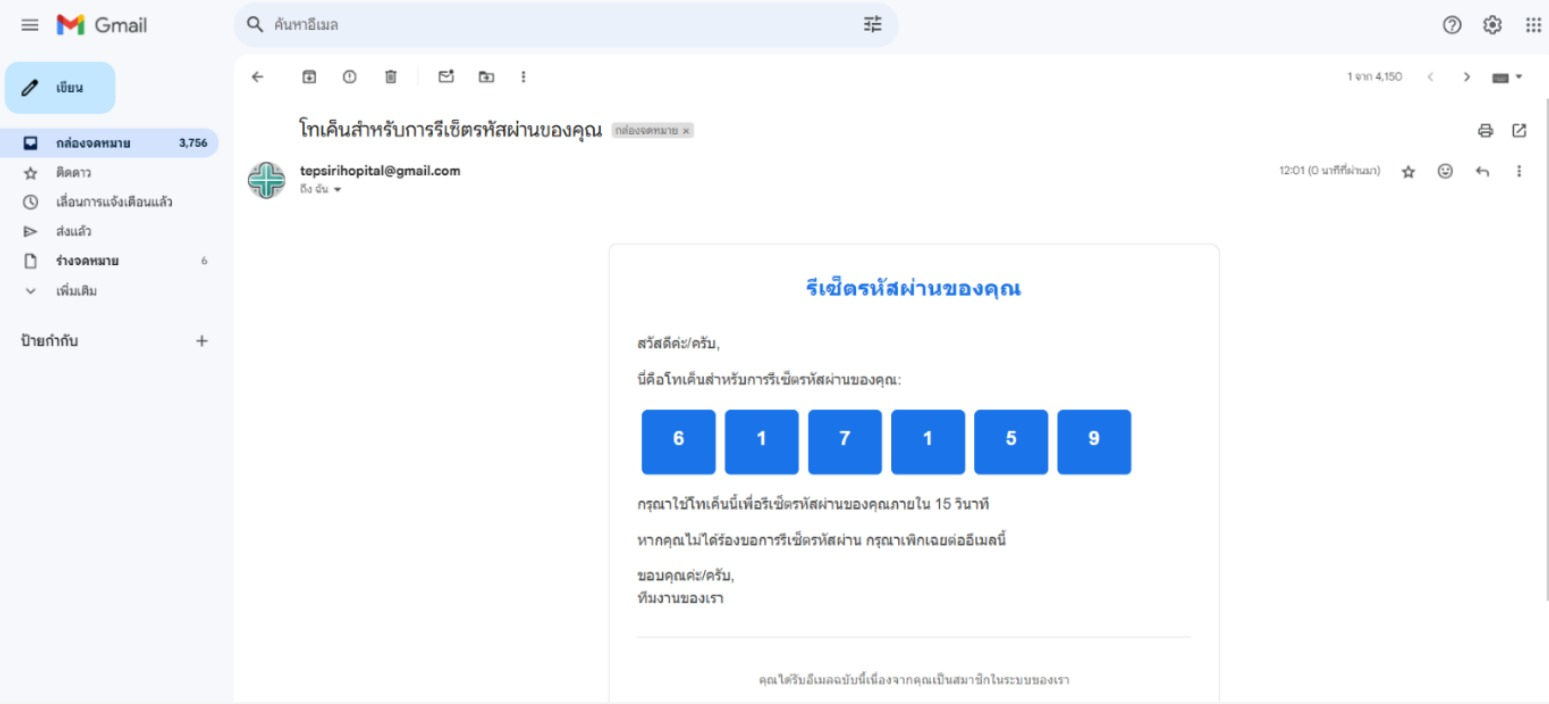 Gmail
ค้นหาอีเมล
เขียน
1 จาก 4,150
กล่องจดหมาย 3,756
ติดดาว
เลื่อนการแจ้งเตือนแล้ว
ส่งแล้ว
ร่างจดหมาย 6
เพิ่มเติม
ป้ายกำกับ
โทเค็นสำหรับการรีเซ็ตรหัสผ่านของคุณ กล่องจดหมาย ×
tepsirihopital@gmail.com
ถึง ฉัน
12:01 (0 นาทีที่ผ่านมา)
รีเซ็ตรหัสผ่านของคุณ
สวัสดีค่ะ/ครับ,
นี่คือโทเค็นสำหรับการรีเซ็ตรหัสผ่านของคุณ:
6 1 7 1 5 9
กรุณาใช้โทเค็นนี้เพื่อรีเซ็ตรหัสผ่านของคุณภายใน 15 วินาที
หากคุณไม่ได้ร้องขอการรีเซ็ตรหัสผ่าน กรุณาเพิกเฉยต่ออีเมลนี้
ขอบคุณค่ะ/ครับ,
ทีมงานของเรา
คุณได้รับอีเมลฉบับนี้เนื่องจากคุณเป็นสมาชิกในระบบของเรา